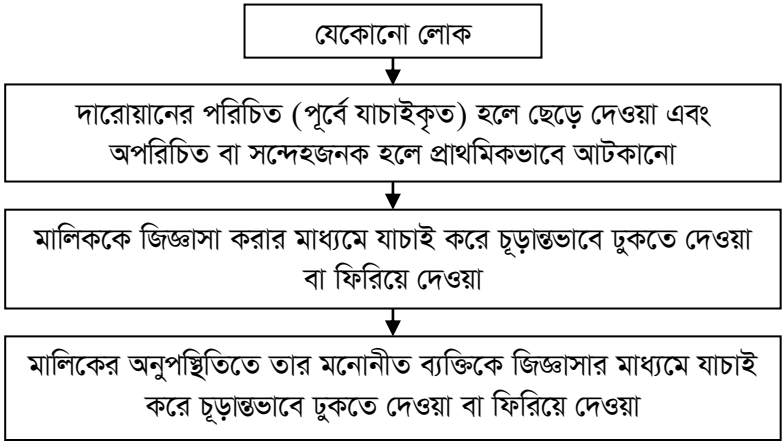 যেকোনো লোক
দারোয়ানের পরিচিত (পূর্বে যাচাইকৃত) হলে ছেড়ে দেওয়া এবং
অপরিচিত বা সন্দেহজনক হলে প্রাথমিকভাবে আটকানো
মালিককে জিজ্ঞাসা করার মাধ্যমে যাচাই করে চূড়ান্তভাবে ঢুকতে দেওয়া
বা ফিরিয়ে দেওয়া
মালিকের অনুপস্থিতিতে তার মনোনীত ব্যক্তিকে জিজ্ঞাসার মাধ্যমে যাচাই
করে চূড়ান্তভাবে ঢুকতে দেওয়া বা ফিরিয়ে দেওয়া